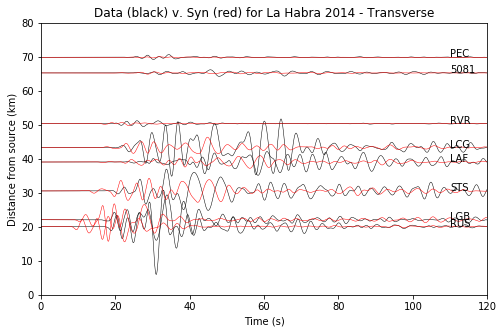 Data (black) v. Syn (red) for La Habra 2014 - Transverse
80
70
60
50
40
30
20
10
0
Distance from source (km)
PEC
5081
RVR
LCG
LAF
STS
LGB
RUS
0 20 40 60 80 100 120
Time (s)